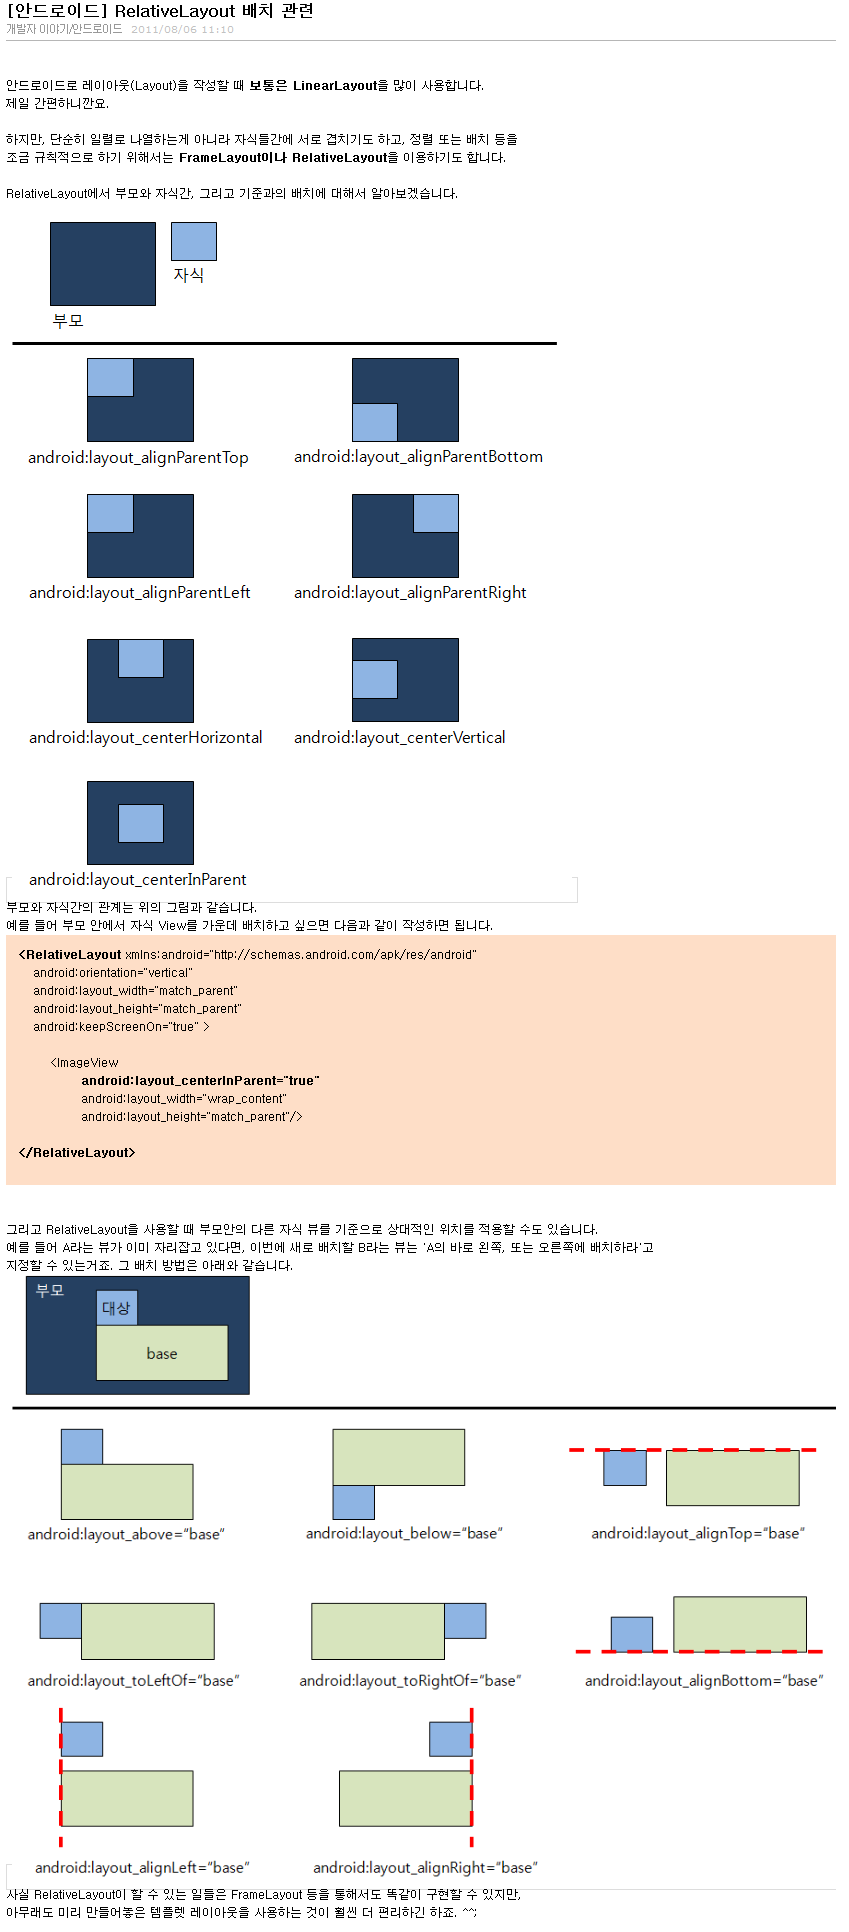 [안드로이드] RelativeLayout 배치 관련
개발자 이야기/안드로이드 2011/08/06 11:10
안드로이드로 레이아웃(Layout)을 작성할 때 보통은 LinearLayout을 많이 사용합니다.
제일 간편하니깐요.
하지만, 단순히 일렬로 나열하는게 아니라 자식들간에 서로 겹치기도 하고, 정렬 또는 배치 등을
조금 규칙적으로 하기 위해서는 FrameLayout이나 RelativeLayout을 이용하기도 합니다.
RelativeLayout에서 부모와 자식간, 그리고 기준과의 배치에 대해서 알아보겠습니다.
자식
부모
android:layout_alignParentTop
android:layout_alignParentBottom
android:layout_alignParentLeft
android:layout_alignParentRight
android:layout_centerHorizontal
android:layout_centerVertical
android:layout_centerInParent
부모와 자식간의 관계는 위의 그림과 같습니다.
예를 들어 부모 안에서 자식 View를 가운데 배치하고 싶으면 다음과 같이 작성하면 됩니다.
<RelativeLayout xmlns:android="http://schemas.android.com/apk/res/android"
android:orientation="vertical"
android:layout_width="match_parent"
android:layout_height="match_parent"
android:keepScreenOn="true" >
<ImageView
android:layout_centerInParent="true"
android:layout_width="wrap_content"
android:layout_height="match_parent"/>
</RelativeLayout>
그리고 RelativeLayout을 사용할 때 부모안의 다른 자식 뷰를 기준으로 상대적인 위치를 적용할 수도 있습니다.
예를 들어 A라는 뷰가 이미 자리잡고 있다면, 이번에 새로 배치할 B라는 뷰는 'A의 바로 왼쪽, 또는 오른쪽에 배치하라'고
지정할 수 있는거죠. 그 배치 방법은 아래와 같습니다.
부모
대상
base
android:layout_above="base"
android:layout_below="base"
android:layout_alignTop="base"
android:layout_toLeftOf="base"
android:layout_toRightOf="base"
android:layout_alignBottom="base"
android:layout_alignLeft="base"
android:layout_alignRight="base"
사실 RelativeLayout이 할 수 있는 일들은 FrameLayout 등을 통해서도 똑같이 구현할 수 있지만,
아무래도 미리 만들어놓은 템플렛 레이아웃을 사용하는 것이 훨씬 더 편리하긴 하죠. ^^;